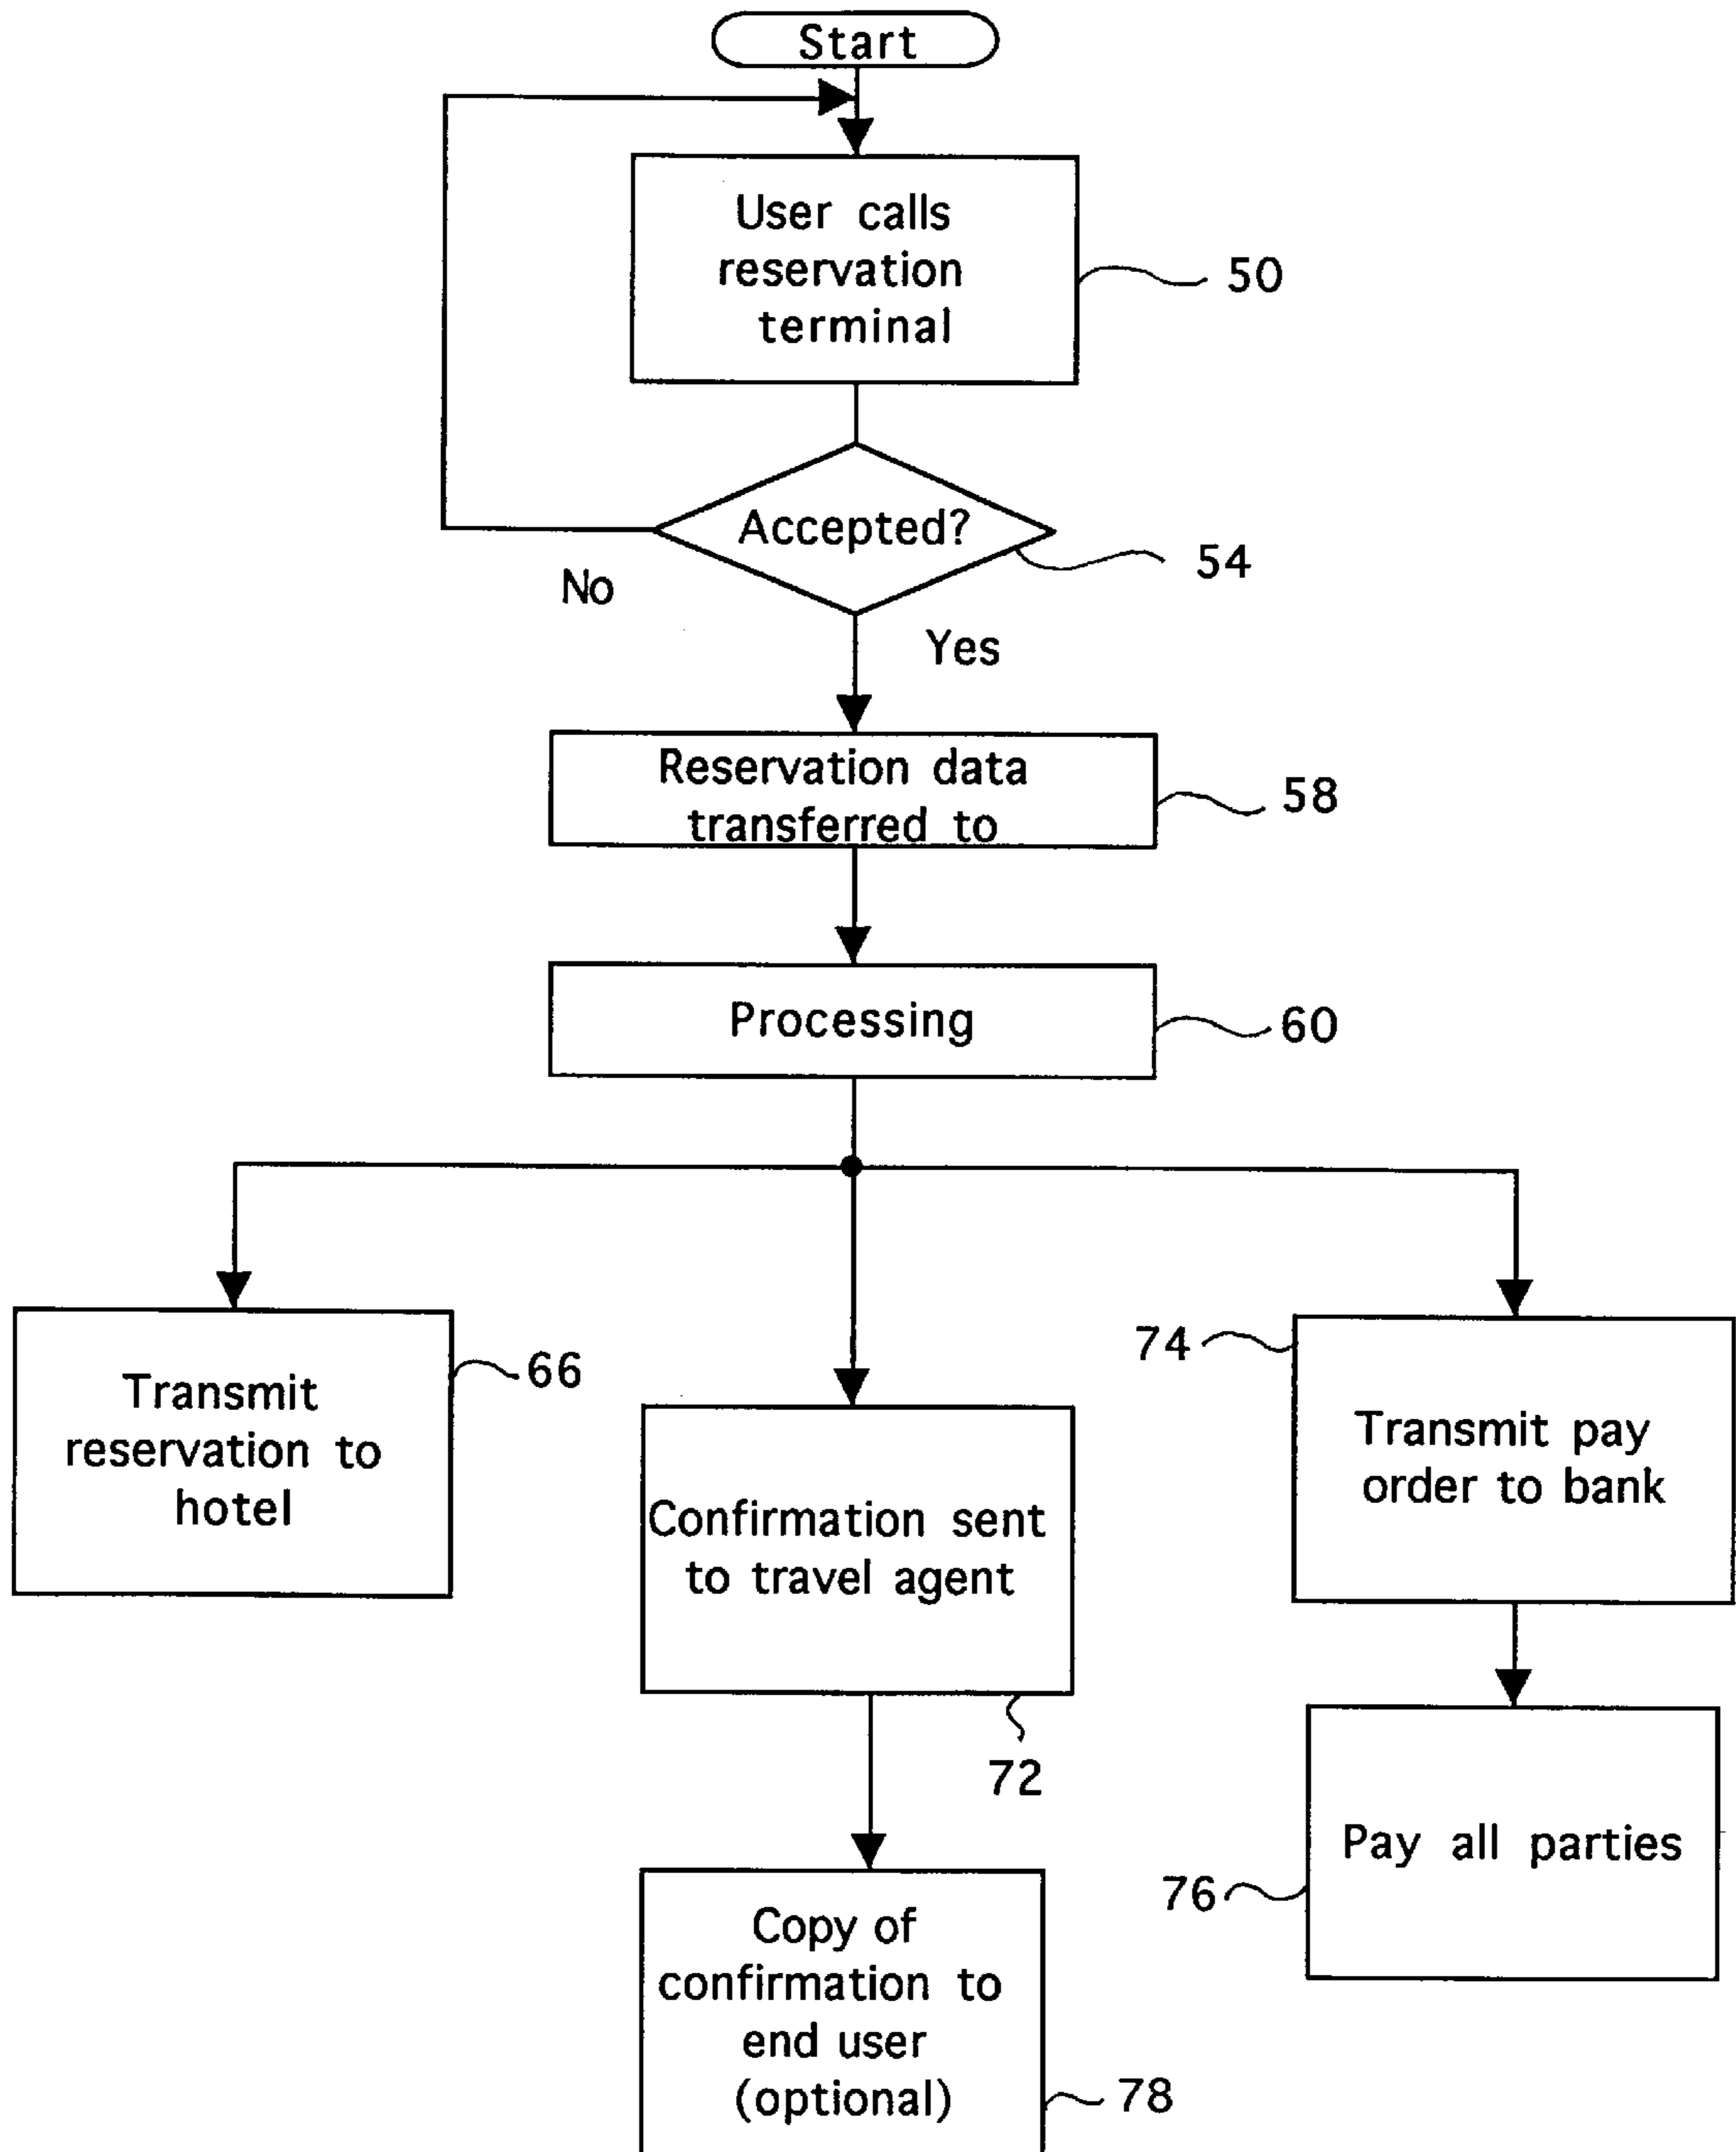 Start
User calls
reservation
terminal
50
Accepted?
54
No
Yes
Reservation data
transferred to
58
Processing
60
Transmit
reservation to
hotel
66
Confirmation sent
to travel agent
72
74
Transmit pay
order to bank
Pay all parties
76
Copy of
confirmation to
end user
(optional)
78